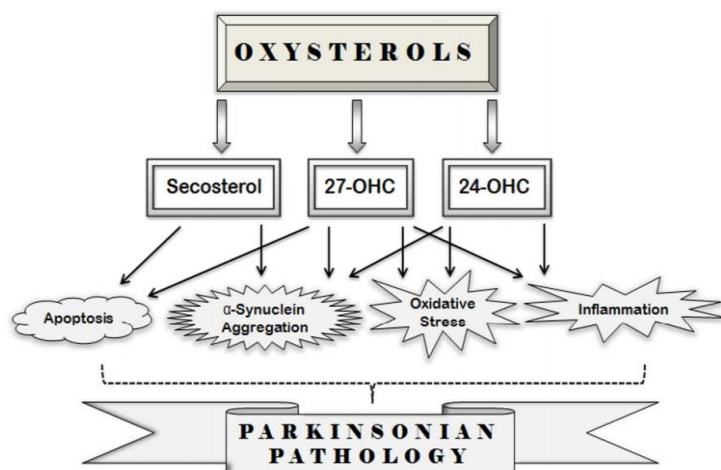 OXYSTEROLS
Secosterol
27-OHC
24-OHC
Apoptosis
α-Synuclein
Aggregation
Oxidative
Stress
Inflammation
PARKINSONIAN
PATHOLOGY